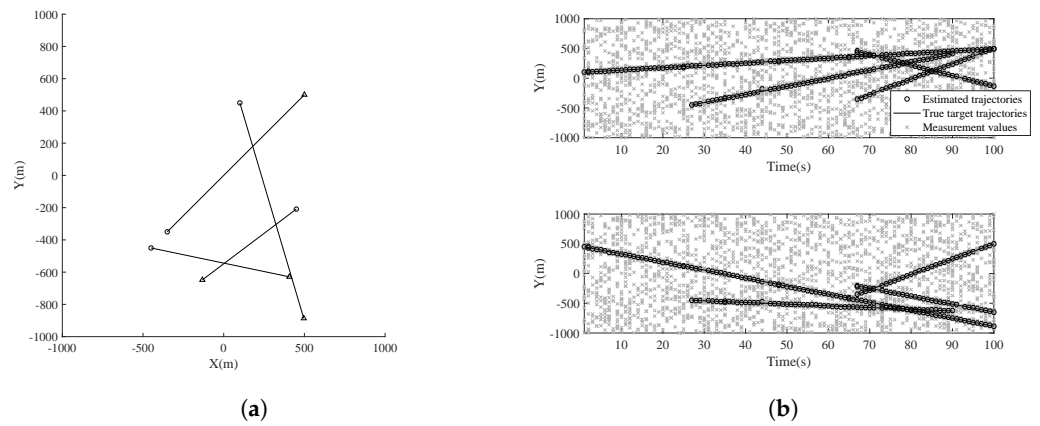 1000
800
600
400
200
0
-200
-400
-600
-800
-1000
Y(m)
-1000 -500 0 500 1000
X(m)
(a)
1000
500
0
-500
-1000
Y(m)
10 20 30 40 50 60 70 80 90 100
Time(s)
Estimated trajectories
True target trajectories
Measurement values
1000
500
0
-500
-1000
Y(m)
10 20 30 40 50 60 70 80 90 100
Time(s)
(b)